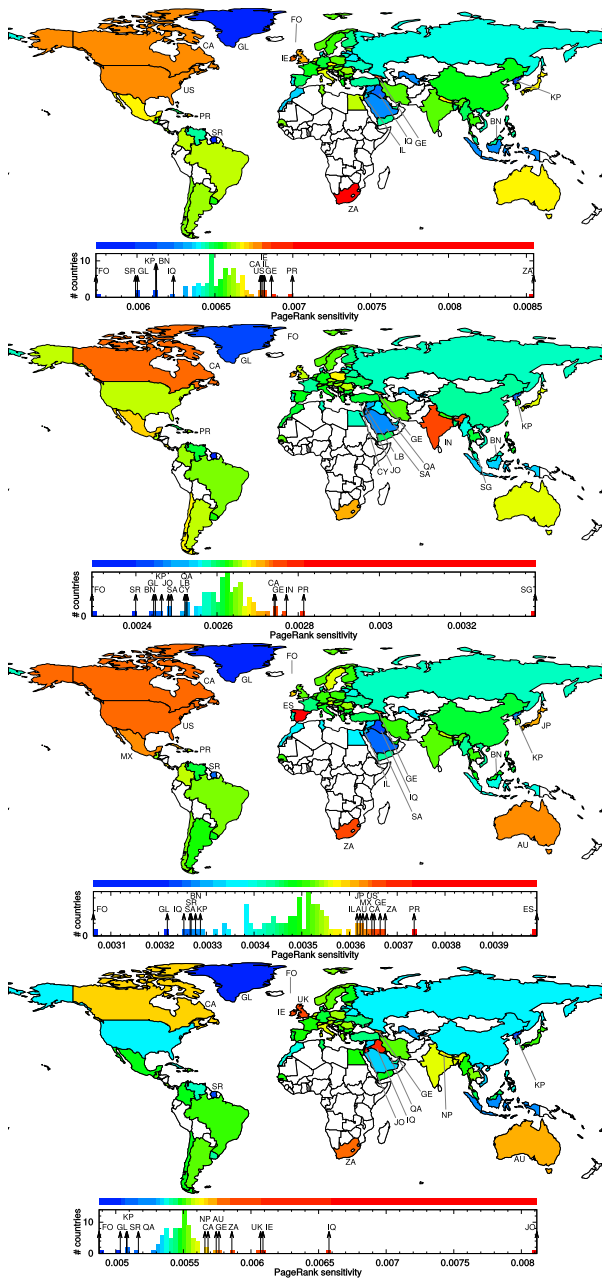 FO
CA
GL
IE
US
KP
PR
SR
BN
GE
IQ
IL
ZA
# countries
10
0
FO
SR GL
KP BN
IQ
CA
US
IE
IL
GE
PR
ZA
0.006 0.0065 0.007 0.0075 0.008 0.0085
PageRank sensitivity
FO
CA
GL
KP
PR
BN
GE
IN
LB
QA
CY
JO
SA
SG
# countries
0
FO
SR
BN
GL
KP
JO
SA
QA
LB
CY
CA
GE IN
PR
SG
0.0024 0.0026 0.0028 0.003 0.0032
PageRank sensitivity
FO
CA
GL
ES
US
JP
MX
PR
KP
SR
BN
GE
IL
IQ
SA
ZA
AU
# countries
0
FO
GL
IQ
BN
SR
SA KP
JP US
MX GE
IL AU CA
ZA
PR
ES
0.0031 0.0032 0.0033 0.0034 0.0035 0.0036 0.0037 0.0038 0.0039
PageRank sensitivity
FO
UK
CA
GL
IE
KP
SR
GE
NP
QA
JO
IQ
ZA
AU
# countries
10
0
FO
GL
KP
SR QA
NP AU
CA GE
ZA
UK IE
IQ
JO
0.005 0.0055 0.006 0.0065 0.007 0.0075 0.008
PageRank sensitivity